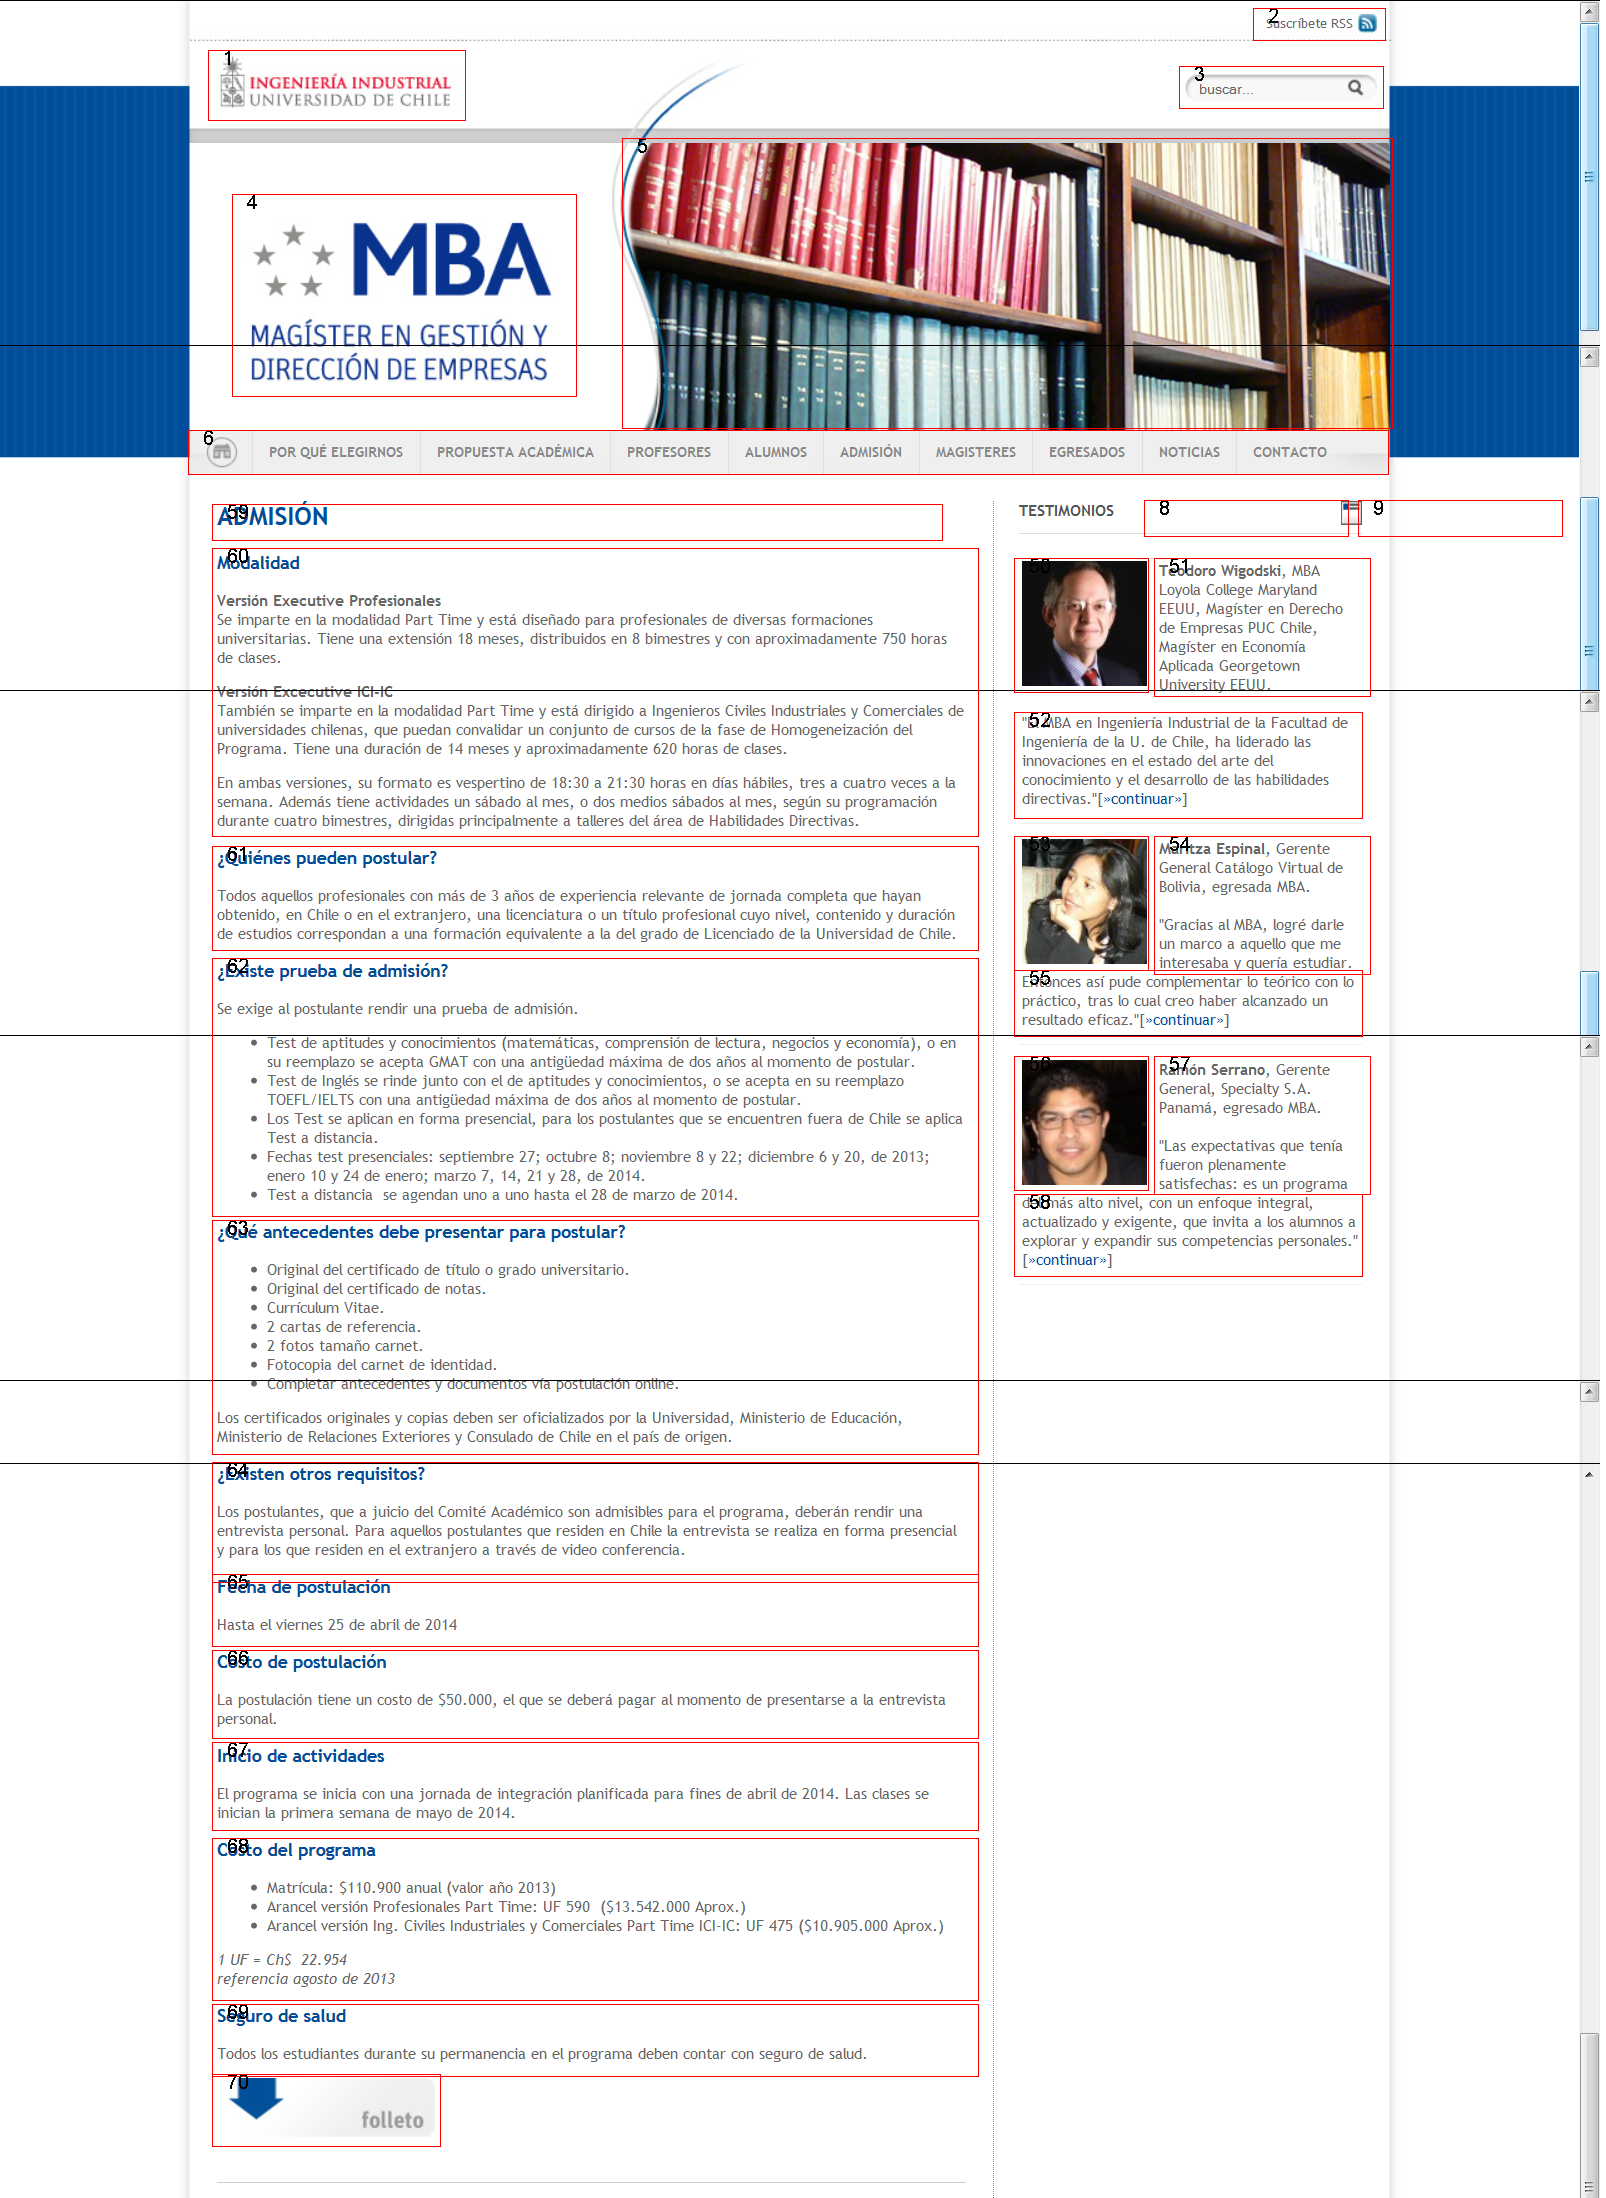 2
Suscríbete RSS
1
INGENIERÍA INDUSTRIAL
UNIVERSIDAD DE CHILE
3
buscar...
5
4
MBA
MAGÍSTER EN GESTIÓN Y
DIRECCIÓN DE EMPRESAS
6
POR QUÉ ELEGIRNOS PROPUESTA ACADÉMICA PROFESORES ALUMNOS ADMISIÓN MAGISTERES EGRESADOS NOTICIAS CONTACTO
59
ADMISIÓN
60
Modalidad
Versión Executive Profesionales
Se imparte en la modalidad Part Time y está diseñado para profesionales de diversas formaciones
universitarias. Tiene una extensión 18 meses, distribuidos en 8 bimestres y con aproximadamente 750 horas
de clases.
Versión Excecutive ICI-IC
También se imparte en la modalidad Part Time y está dirigido a Ingenieros Civiles Industriales y Comerciales de
universidades chilenas, que puedan convalidar un conjunto de cursos de la fase de Homogeneización del
Programa. Tiene una duración de 14 meses y aproximadamente 620 horas de clases.
En ambas versiones, su formato es vespertino de 18:30 a 21:30 horas en días hábiles, tres a cuatro veces a la
semana. Además tiene actividades un sábado al mes, o dos medios sábados al mes, según su programación
durante cuatro bimestres, dirigidas principalmente a talleres del área de Habilidades Directivas.
61
¿Quiénes pueden postular?
Todos aquellos profesionales con más de 3 años de experiencia relevante de jornada completa que hayan
obtenido, en Chile o en el extranjero, una licenciatura o un título profesional cuyo nivel, contenido y duración
de estudios correspondan a una formación equivalente a la del grado de Licenciado de la Universidad de Chile.
62
¿Existe prueba de admisión?
Se exige al postulante rendir una prueba de admisión.
• Test de aptitudes y conocimientos (matemáticas, comprensión de lectura, negocios y economía), o en
su reemplazo se acepta GMAT con una antigüedad máxima de dos años al momento de postular.
• Test de Inglés se rinde junto con el de aptitudes y conocimientos, o se acepta en su reemplazo
TOEFL/IELTS con una antigüedad máxima de dos años al momento de postular.
• Los Test se aplican en forma presencial, para los postulantes que se encuentren fuera de Chile se aplica
Test a distancia.
• Fechas test presenciales: septiembre 27; octubre 8; noviembre 8 y 22; diciembre 6 y 20, de 2013;
enero 10 y 24 de enero; marzo 7, 14, 21 y 28, de 2014.
• Test a distancia se agendan uno a uno hasta el 28 de marzo de 2014.
63
¿Qué antecedentes debe presentar para postular?
• Original del certificado de título o grado universitario.
• Original del certificado de notas.
• Currículum Vitae.
• 2 cartas de referencia.
• 2 fotos tamaño carnet.
• Fotocopia del carnet de identidad.
• Completar antecedentes y documentos vía postulación online.
Los certificados originales y copias deben ser oficializados por la Universidad, Ministerio de Educación,
Ministerio de Relaciones Exteriores y Consulado de Chile en el país de origen.
64
¿Existen otros requisitos?
Los postulantes, que a juicio del Comité Académico son admisibles para el programa, deberán rendir una
entrevista personal. Para aquellos postulantes que residen en Chile la entrevista se realiza en forma presencial
y para los que residen en el extranjero a través de video conferencia.
65
Fecha de postulación
Hasta el viernes 25 de abril de 2014
66
Costo de postulación
La postulación tiene un costo de $50.000, el que se deberá pagar al momento de presentarse a la entrevista
personal.
67
Inicio de actividades
El programa se inicia con una jornada de integración planificada para fines de abril de 2014. Las clases se
inician la primera semana de mayo de 2014.
68
Costo del programa
• Matrícula: $110.900 anual (valor año 2013)
• Arancel versión Profesionales Part Time: UF 590 ($13.542.000 Aprox.)
• Arancel versión Ing. Civiles Industriales y Comerciales Part Time ICI-IC: UF 475 ($10.905.000 Aprox.)
1 UF = Ch$ 22.954
referencia agosto de 2013
69
Seguro de salud
Todos los estudiantes durante su permanencia en el programa deben contar con seguro de salud.
70
folleto
TESTIMONIOS
8
9
50
51
Teodoro Wigodski, MBA
Loyola College Maryland
EEUU, Magíster en Derecho
de Empresas PUC Chile,
Magíster en Economía
Aplicada Georgetown
University EEUU.
52
"El MBA en Ingeniería Industrial de la Facultad de
Ingeniería de la U. de Chile, ha liderado las
innovaciones en el estado del arte del
conocimiento y el desarrollo de las habilidades
directivas."[»continuar»]
53
54
Maritza Espinal, Gerente
General Catálogo Virtual de
Bolivia, egresada MBA.
"Gracias al MBA, logré darle
un marco a aquello que me
interesaba y quería estudiar.
55
Entonces así pude complementar lo teórico con lo
práctico, tras lo cual creo haber alcanzado un
resultado eficaz."[»continuar»]
56
57
Ramón Serrano, Gerente
General, Specialty S.A.
Panamá, egresado MBA.
"Las expectativas que tenía
fueron plenamente
satisfechas: es un programa
58
del más alto nivel, con un enfoque integral,
actualizado y exigente, que invita a los alumnos a
explorar y expandir sus competencias personales."
[»continuar»]